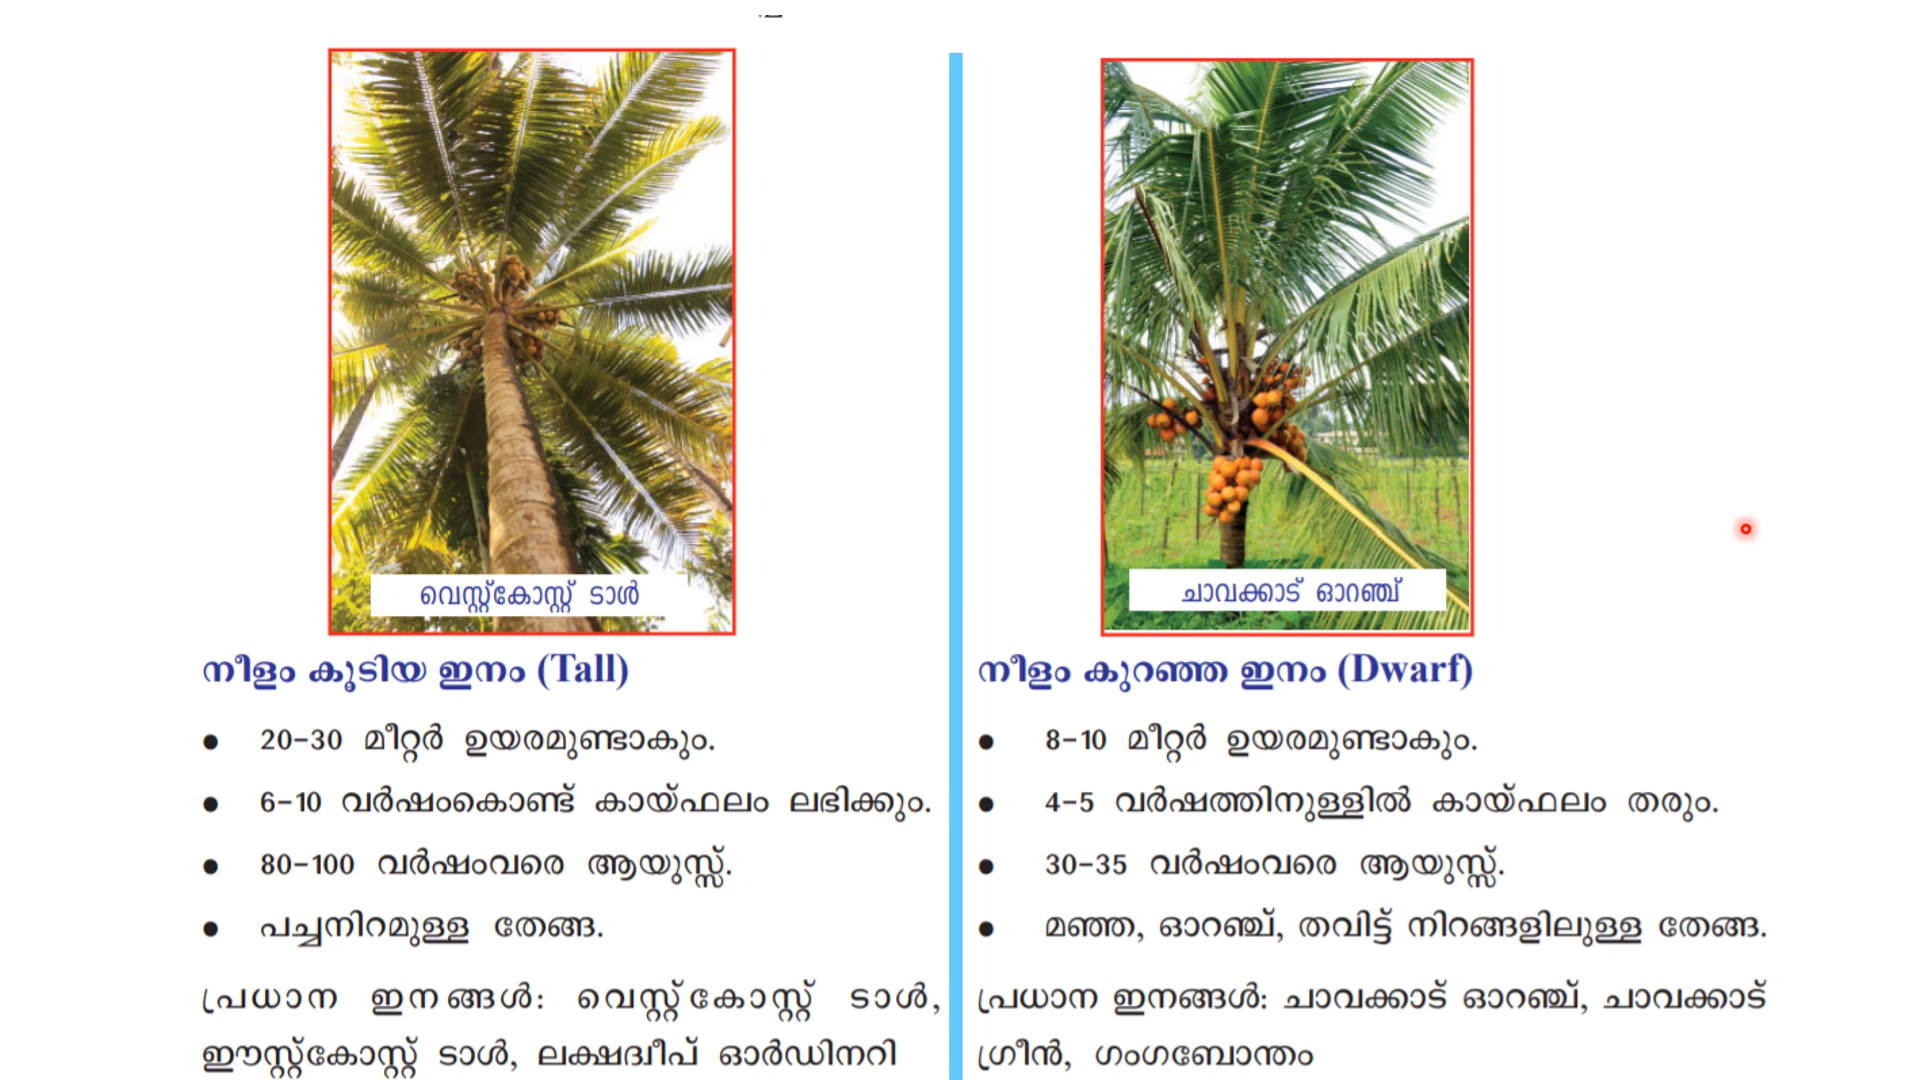 വെസ്റ്റ്കോസ്റ്റ് ടാൾ
നീളം കൂടിയ ഇനം (Tall)
● 20-30 മീറ്റർ ഉയരമുണ്ടാകും.
● 6-10 വർഷംകൊണ്ട് കായ്ഫലം ലഭിക്കും.
● 80-100 വർഷംവരെ ആയുസ്സ്.
● പച്ചനിറമുള്ള തേങ്ങ.
പ്രധാന ഇനങ്ങൾ: വെസ്റ്റ്കോസ്റ്റ് ടാൾ,
ഈസ്റ്റ്കോസ്റ്റ് ടാൾ, ലക്ഷദ്വീപ് ഓർഡിനറി
ചാവക്കാട് ഓറഞ്ച്
നീളം കുറഞ്ഞ ഇനം (Dwarf)
● 8-10 മീറ്റർ ഉയരമുണ്ടാകും.
● 4-5 വർഷത്തിനുള്ളിൽ കായ്ഫലം തരും.
● 30-35 വർഷംവരെ ആയുസ്സ്.
● മഞ്ഞ, ഓറഞ്ച്, തവിട്ട് നിറങ്ങളിലുള്ള തേങ്ങ.
പ്രധാന ഇനങ്ങൾ: ചാവക്കാട് ഓറഞ്ച്, ചാവക്കാട്
ഗ്രീൻ, ഗംഗബോന്തം